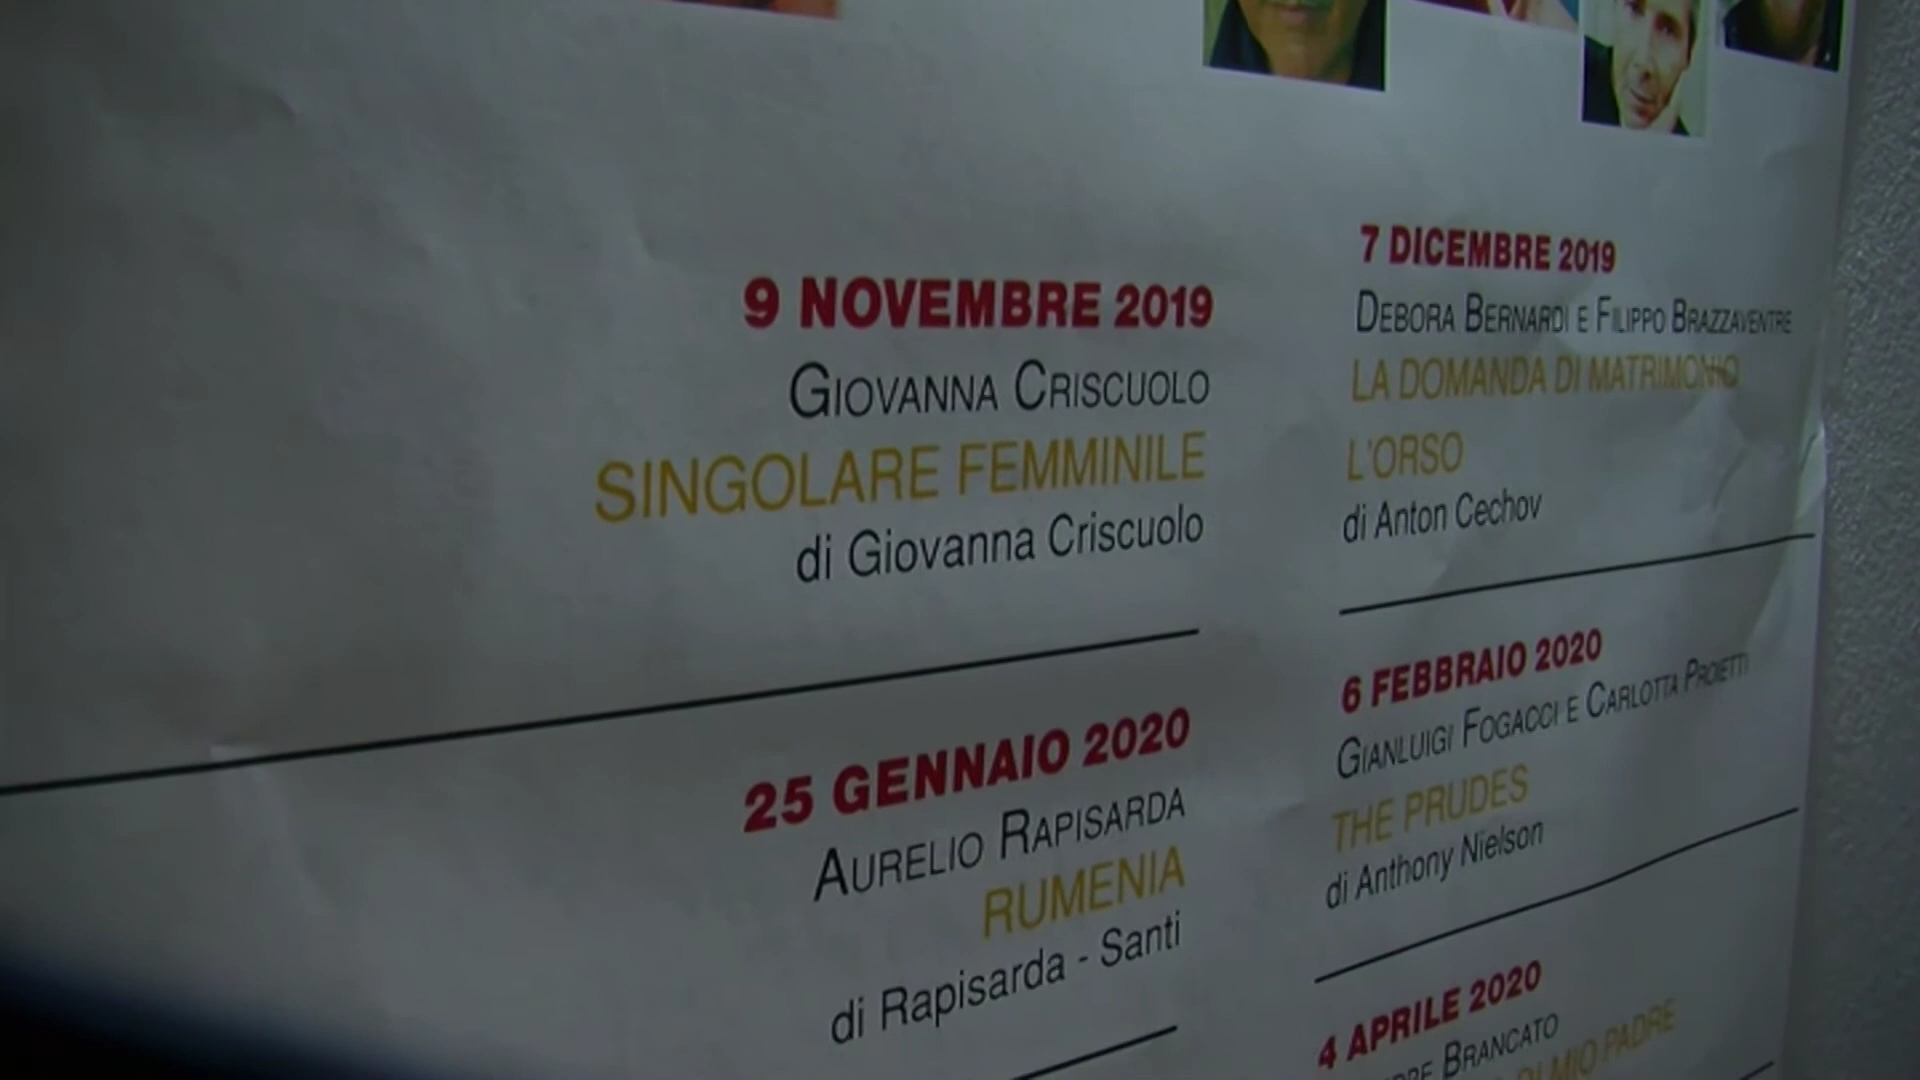 9 NOVEMBRE 2019
GIOVANNA CRISCUOLO
SINGOLARE FEMMINILE
di Giovanna Criscuolo
7 DICEMBRE 2019
DEBORA BERNARDI E FILIPPO BRAZZAVENTRE
LA DOMANDA DI MATRIMONIO
L'ORSO
di Anton Cechov
25 GENNAIO 2020
AURELIO RAPISARDA
RUMENIA
di Rapisarda - Santi
6 FEBBRAIO 2020
GIANLUIGI FOGACCI E CARLOTTA PROIETTI
THE PRUDES
di Anthony Nielson
4 APRILE 2020
BRANCATO
DI MIO PADRE